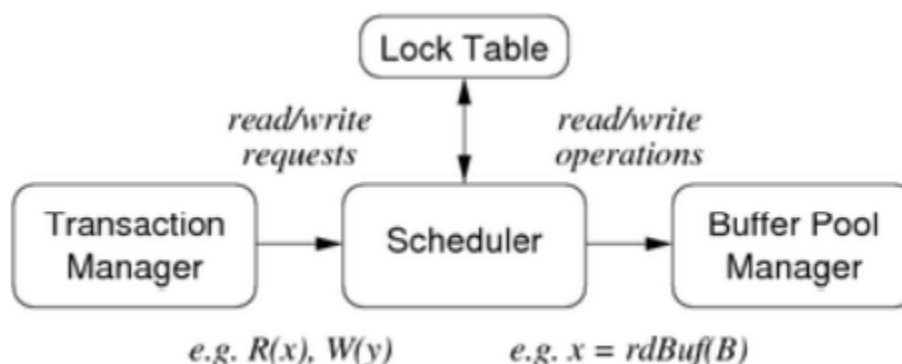 Lock Table
read/write
requests
read/write
operations
Transaction
Manager
Scheduler
Buffer Pool
Manager
e.g. R(x), W(y)
e.g. x = rdBuf(B)